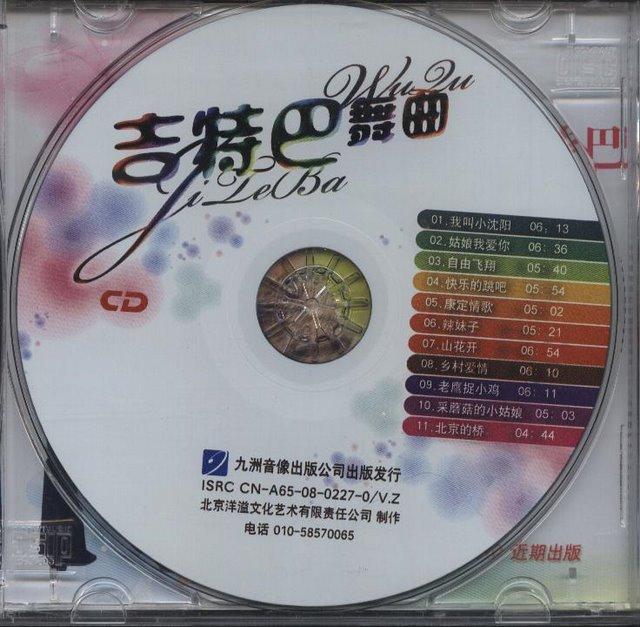 WuQu
吉特巴舞曲
JiTeBa
CD
01.我叫小沈阳 06；13
02.姑娘我爱你 06：36
03.自由飞翔 05：40
04.快乐的跳吧 05：54
05.康定情歌 05：02
06.辣妹子 05：21
07.山花开 06：54
08.乡村爱情 06：10
09.老鹰捉小鸡 06：11
10.采蘑菇的小姑娘 05：03
11.北京的桥 04：44
九洲音像出版公司出版发行
ISRC CN-A65-08-0227-0/V.Z
北京洋溢文化艺术有限责任公司 制作
电话 010-58570065
巴
近期出版